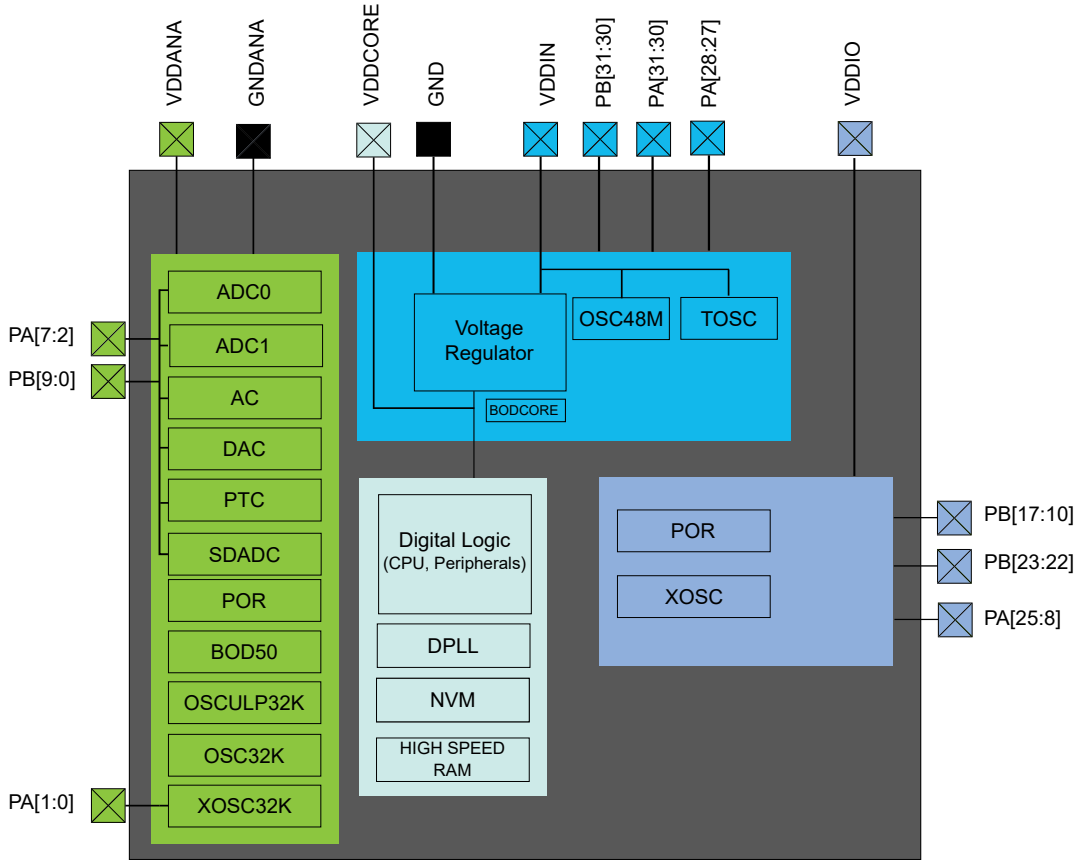 VDDANA
GNDANA
VDDCORE
GND
VDDIN
PB[31:30]
PA[31:30]
PA[28:27]
VDDIO
PA[7:2]
PB[9:0]
PA[1:0]
ADC0
ADC1
AC
DAC
PTC
SDADC
POR
BOD50
OSCULP32K
OSC32K
XOSC32K
Voltage
Regulator
OSC48M
TOSC
BODCORE
Digital Logic
(CPU, Peripherals)
DPLL
NVM
HIGH SPEED
RAM
POR
XOSC
PB[17:10]
PB[23:22]
PA[25:8]